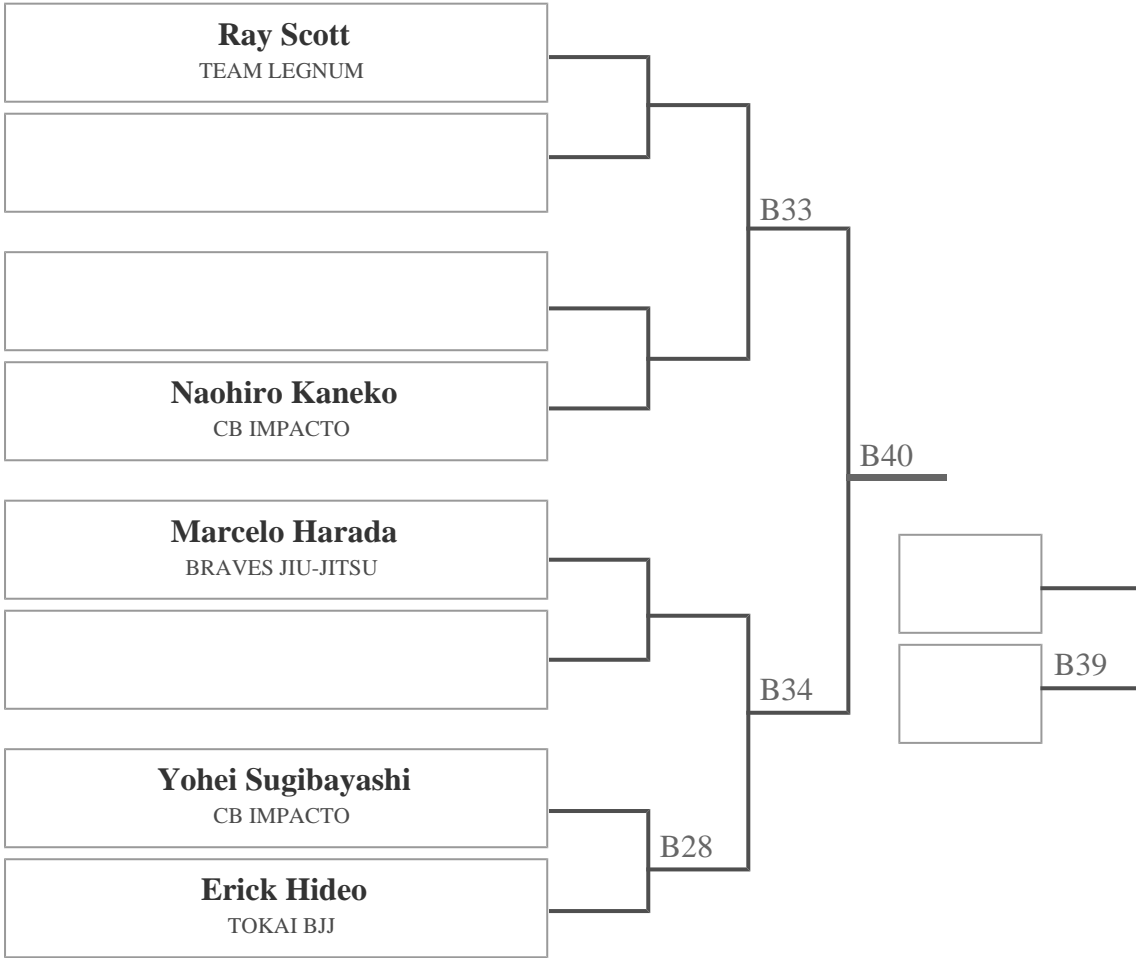 Ray Scott
TEAM LEGNUM
B33
Naohiro Kaneko
CB IMPACTO
B40
Marcelo Harada
BRAVES JIU-JITSU
B39
B34
Yohei Sugibayashi
CB IMPACTO
B28
Erick Hideo
TOKAI BJJ